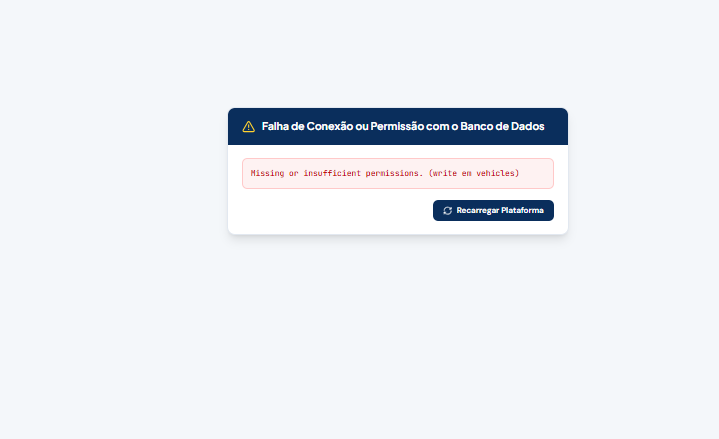 Falha de Conexão ou Permissão com o Banco de Dados
Missing or insufficient permissions. (write em vehicles)
Recarregar Plataforma